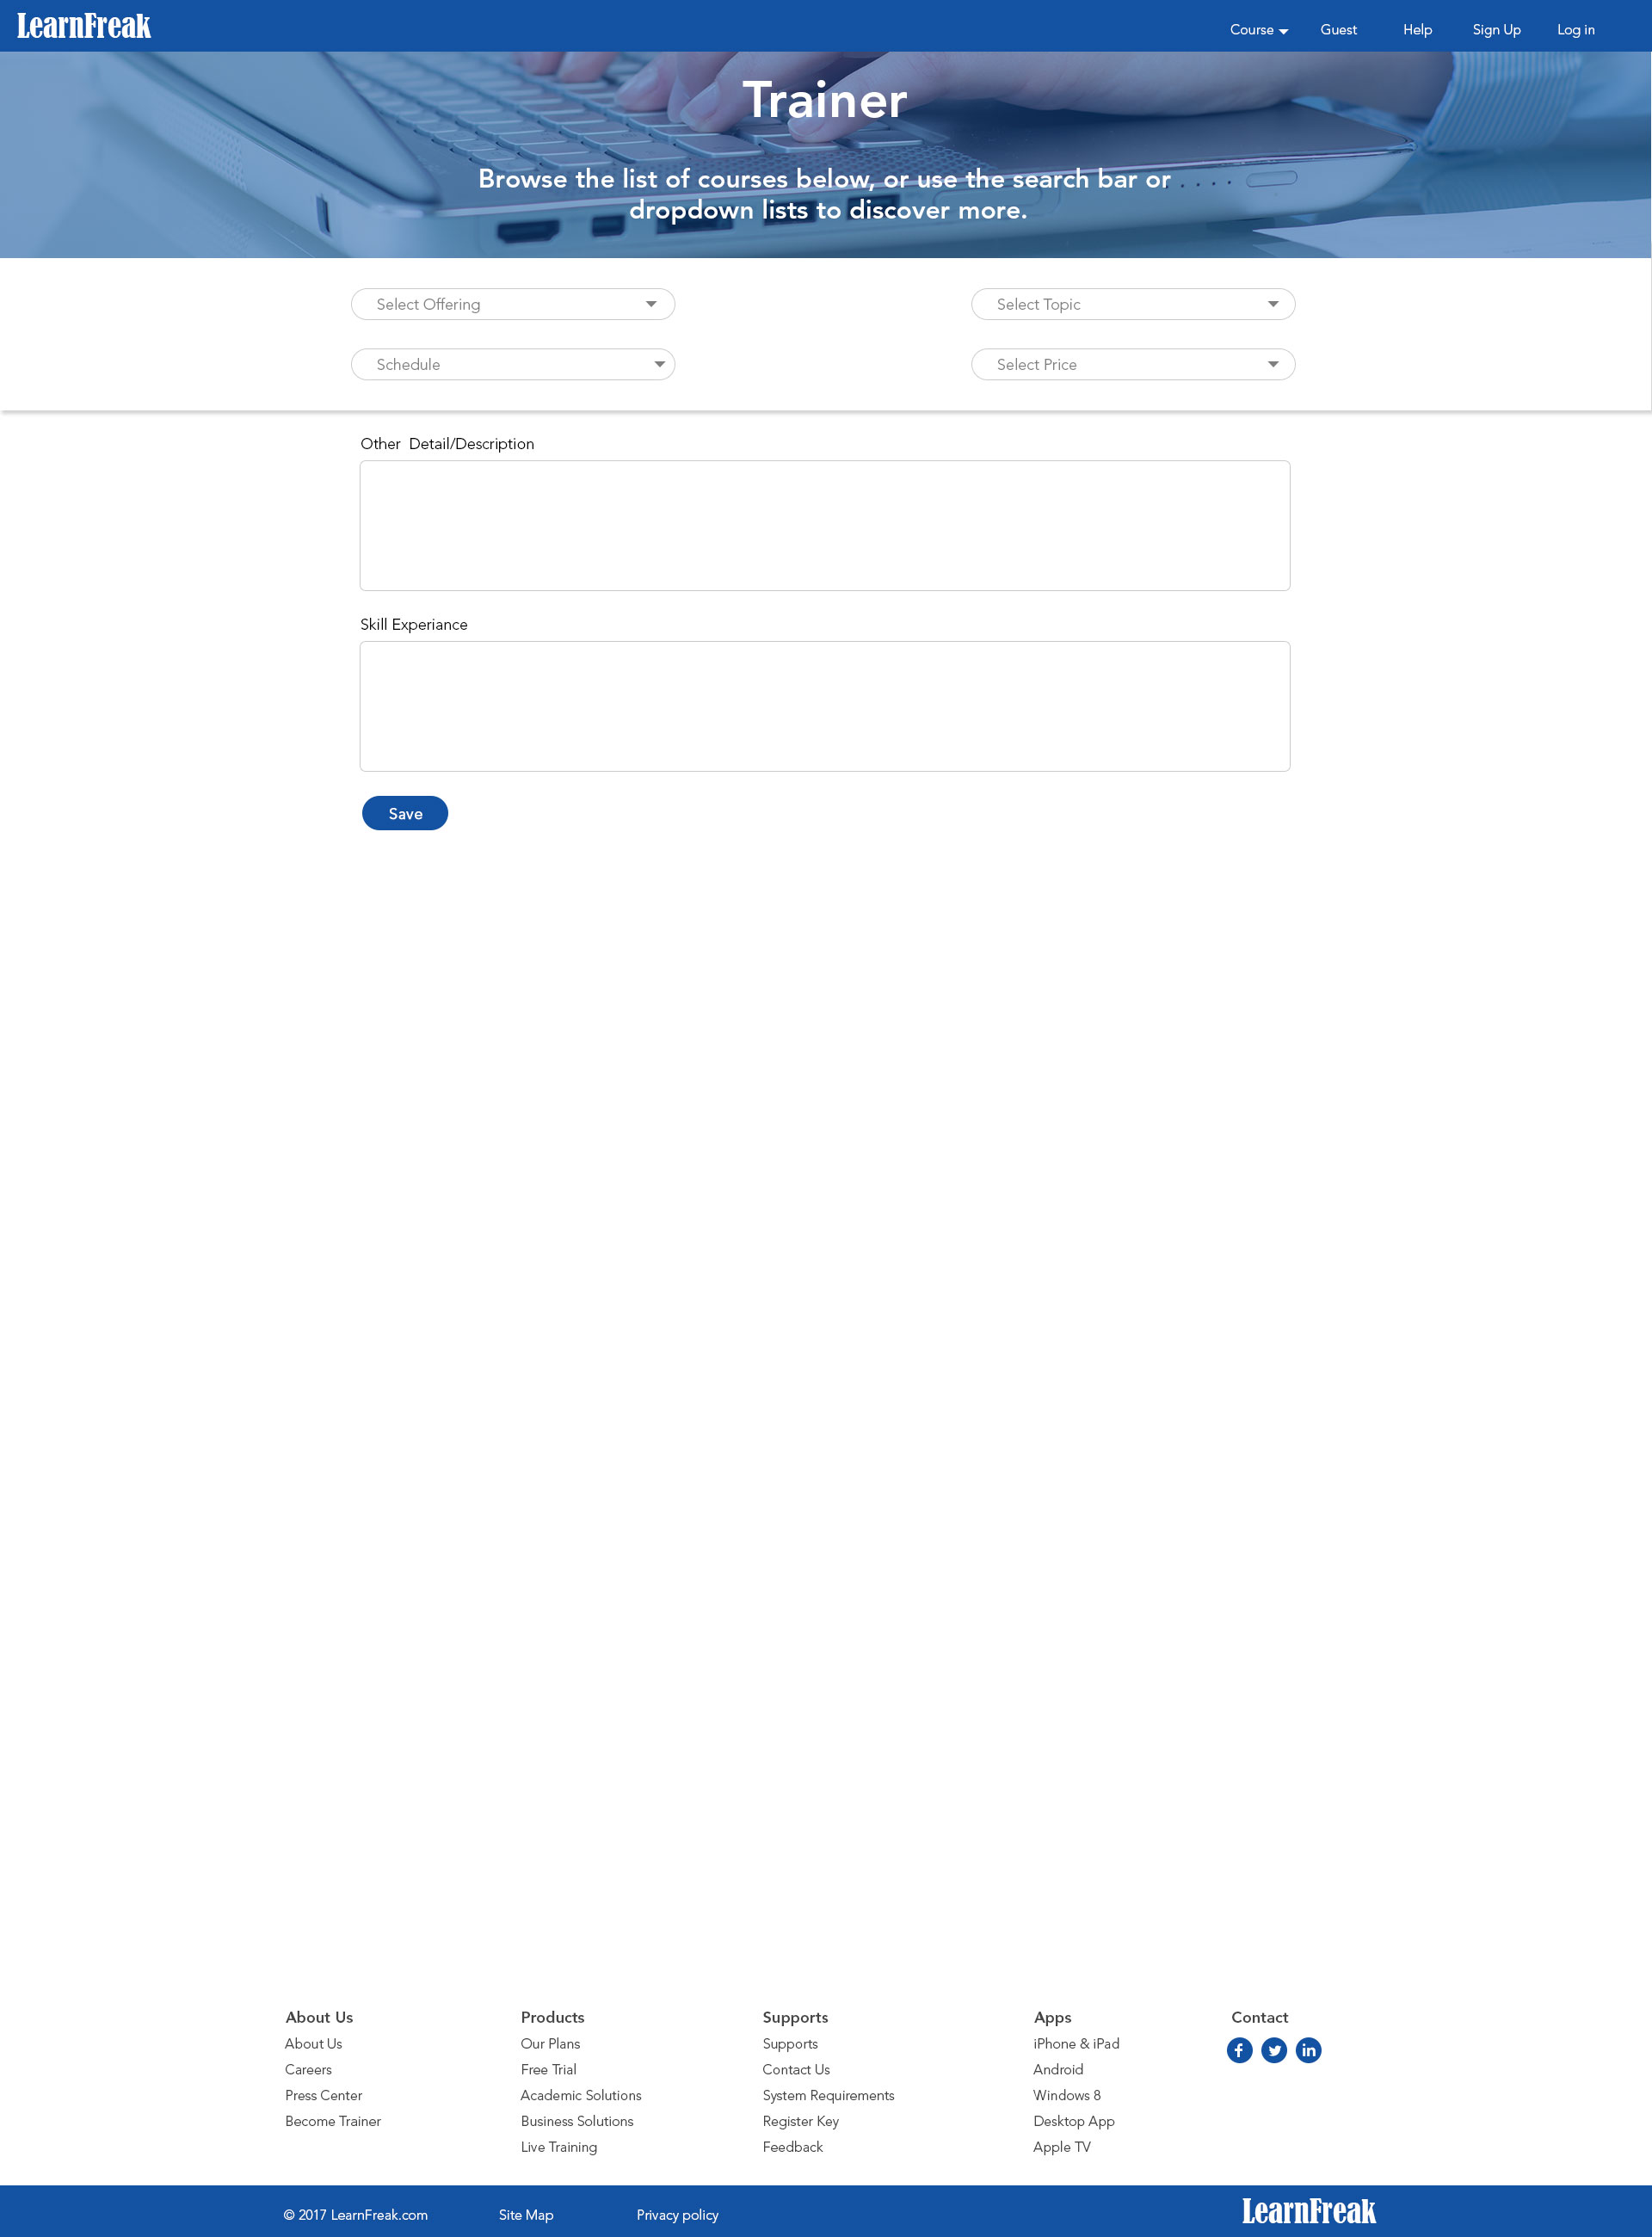 LearnFreak
Course Guest Help Sign Up Log in
Trainer
Browse the list of courses below, or use the search bar or
dropdown lists to discover more.
Select Offering Select Topic
Schedule Select Price
Other Detail/Description
Skill Experiance
Save
About Us Products Supports Apps Contact
About Us Our Plans Supports iPhone & iPad
Careers Free Trial Contact Us Android
Press Center Academic Solutions System Requirements Windows 8
Become Trainer Business Solutions Register Key Desktop App
Live Training Feedback Apple TV
© 2017 LearnFreak.com Site Map Privacy policy LearnFreak